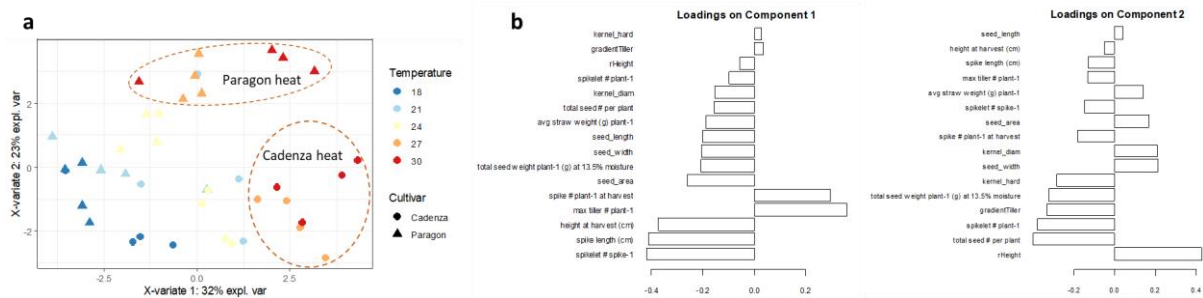 a
X-variate 2: 23% expl. var
2
0
-2
-2.5
0.0
2.5
X-variate 1: 32% expl. var
Paragon heat
Cadenza heat
Temperature
18
21
24
27
30
Cultivar
Cadenza
Paragon
b
Loadings on Component 1
kernel_hard
gradientTiller
rHeight
spikelet # plant-1
kernel_diam
total seed # per plant
avg straw weight (g) plant-1
seed_length
seed_width
total seed weight plant-1 (g) at 13.5% moisture
seed_area
spike # plant-1 at harvest
max tiller # plant-1
height at harvest (cm)
spike length (cm)
spikelet # spike-1
-0.4
-0.2
0.0
0.2
Loadings on Component 2
seed_length
height at harvest (cm)
spike length (cm)
max tiller # plant-1
avg straw weight (g) plant-1
spikelet # spike-1
seed_area
spike # plant-1 at harvest
kernel_diam
seed_width
kernel_hard
total seed weight plant-1 (g) at 13.5% moisture
gradientTiller
spikelet # plant-1
total seed # per plant
rHeight
-0.4
-0.2
0.0
0.2
0.4